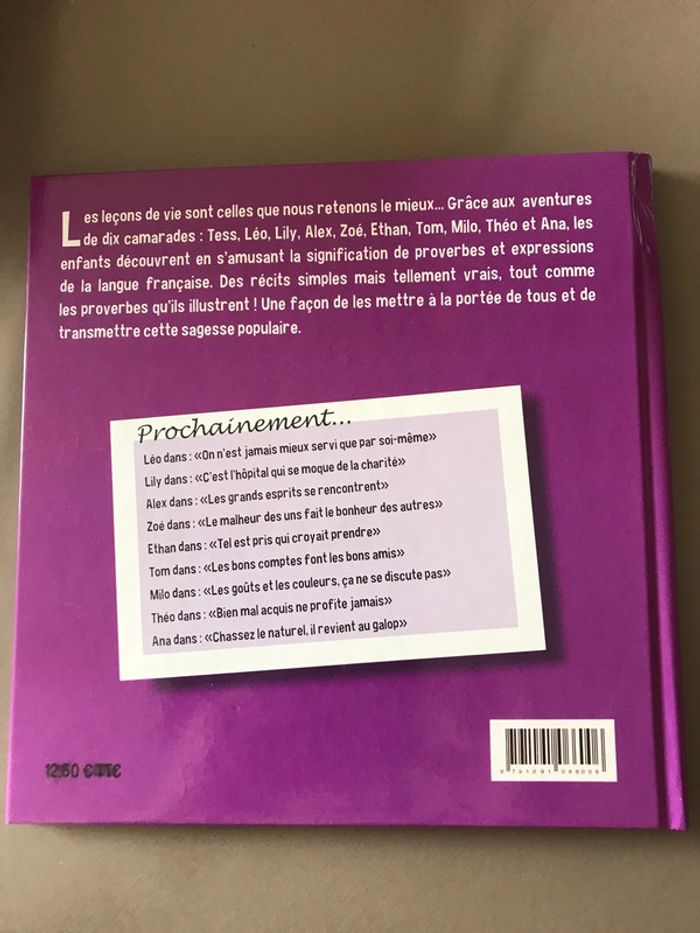 Les leçons de vie sont celles que nous retenons le mieux... Grâce aux aventures
de dix camarades : Tess, Léo, Lily, Alex, Zoé, Ethan, Tom, Milo, Théo et Ana, les
enfants découvrent en s'amusant la signification de proverbes et expressions
de la langue française. Des récits simples mais tellement vrais, tout comme
les proverbes qu'ils illustrent ! Une façon de les mettre à la portée de tous et de
transmettre cette sagesse populaire.
Prochainement...
Léo dans : «On n'est jamais mieux servi que par soi-même»
Lily dans : «C'est l'hôpital qui se moque de la charité»
Alex dans : «Les grands esprits se rencontrent»
Zoé dans : «Le malheur des uns fait le bonheur des autres»
Ethan dans : «Tel est pris qui croyait prendre»
Tom dans : «Les bons comptes font les bons amis»
Milo dans : «Les goûts et les couleurs, ça ne se discute pas»
Théo dans : «Bien mal acquis ne profite jamais»
Ana dans : «Chassez le naturel, il revient au galop»
12,50 € TTC